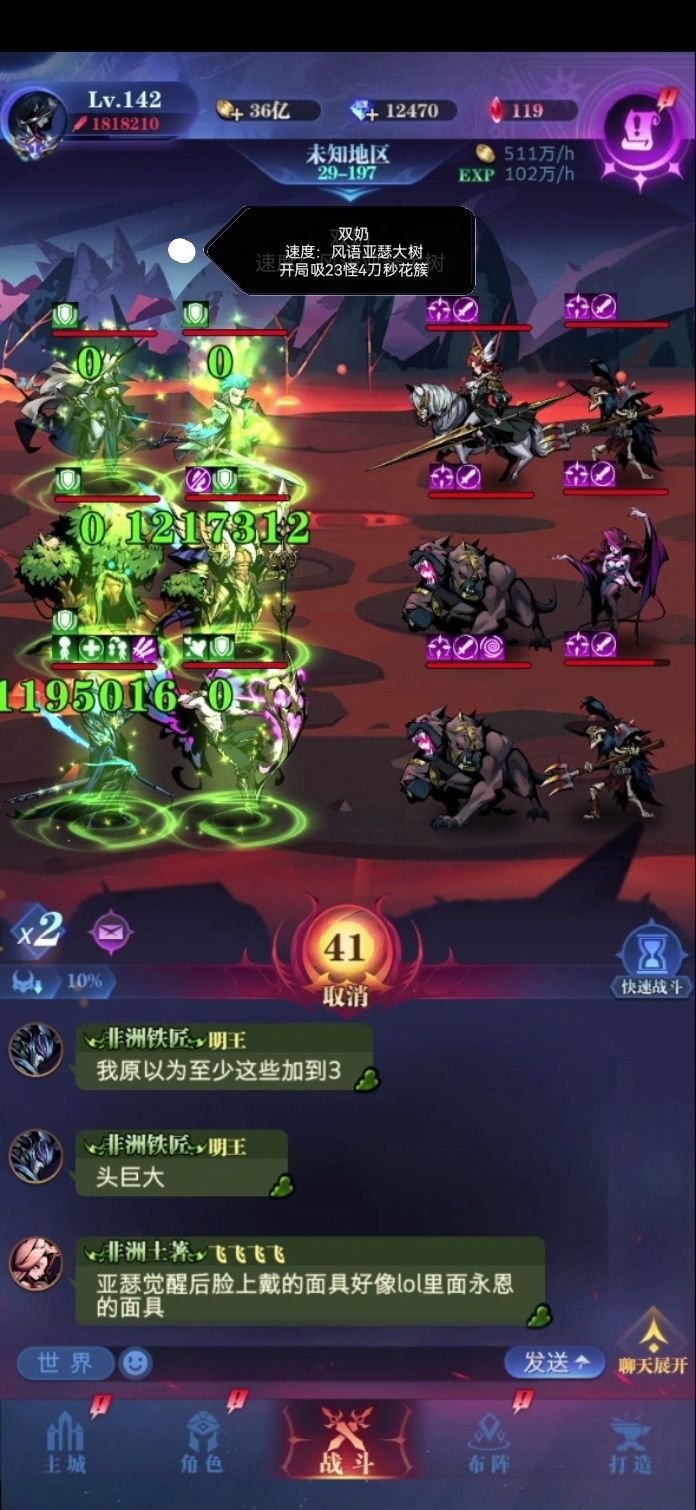 Lv.142
1818210
36亿
12470
119
未知地区
29-197
511万/h
EXP 102万/h
双奶
速度：风语亚瑟大树
开局吸23怪4刀秒花簇
0
0
0
1217312
1195016
0
x2
41
取消
快速战斗
10%
非洲铁匠 明王
我原以为至少这些加到3
非洲铁匠 明王
头巨大
非洲土著 飞飞飞飞
亚瑟觉醒后脸上戴的面具好像lol里面永恩
的面具
世界
发送
聊天展开
主城
角色
战斗
布阵
打造